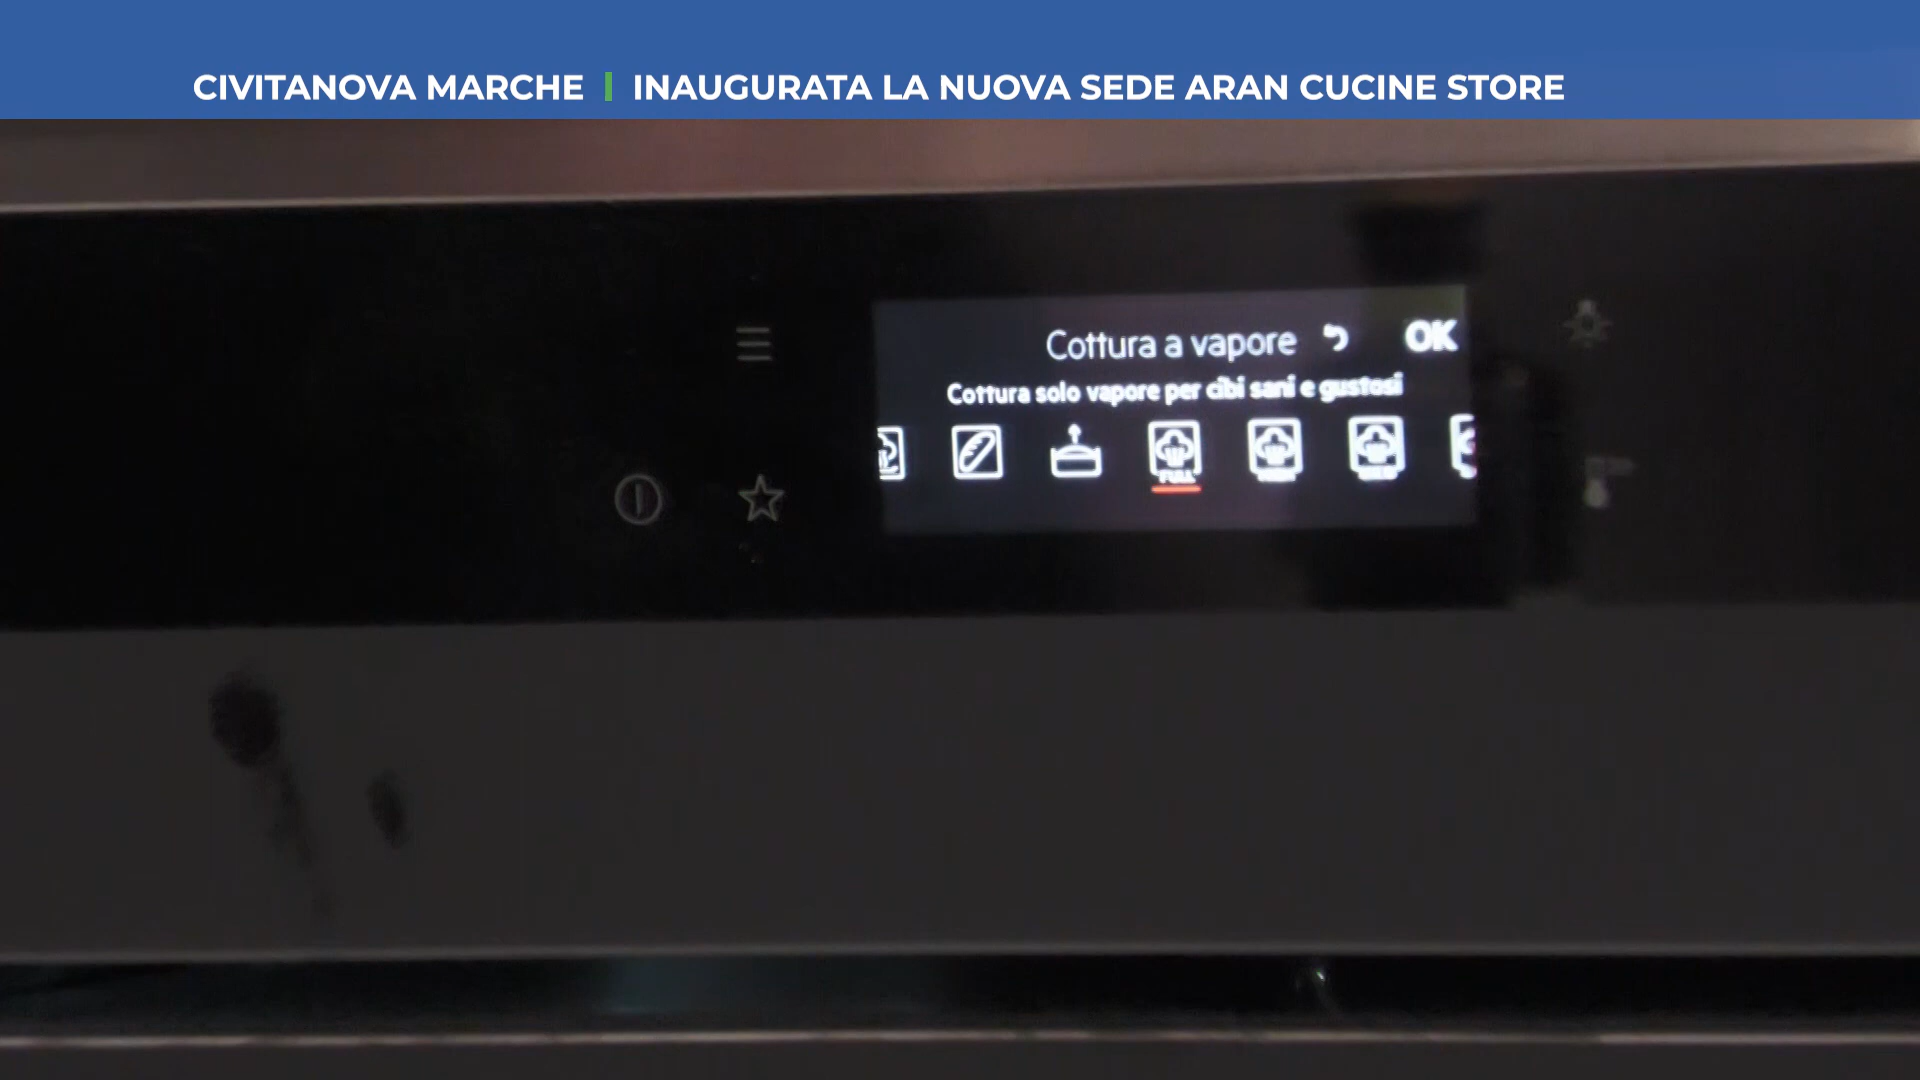 CIVITANOVA MARCHE | INAUGURATA LA NUOVA SEDE ARAN CUCINE STORE
Cottura a vapore OK
Cottura solo vapore per cibi sani e gustosi
FULL